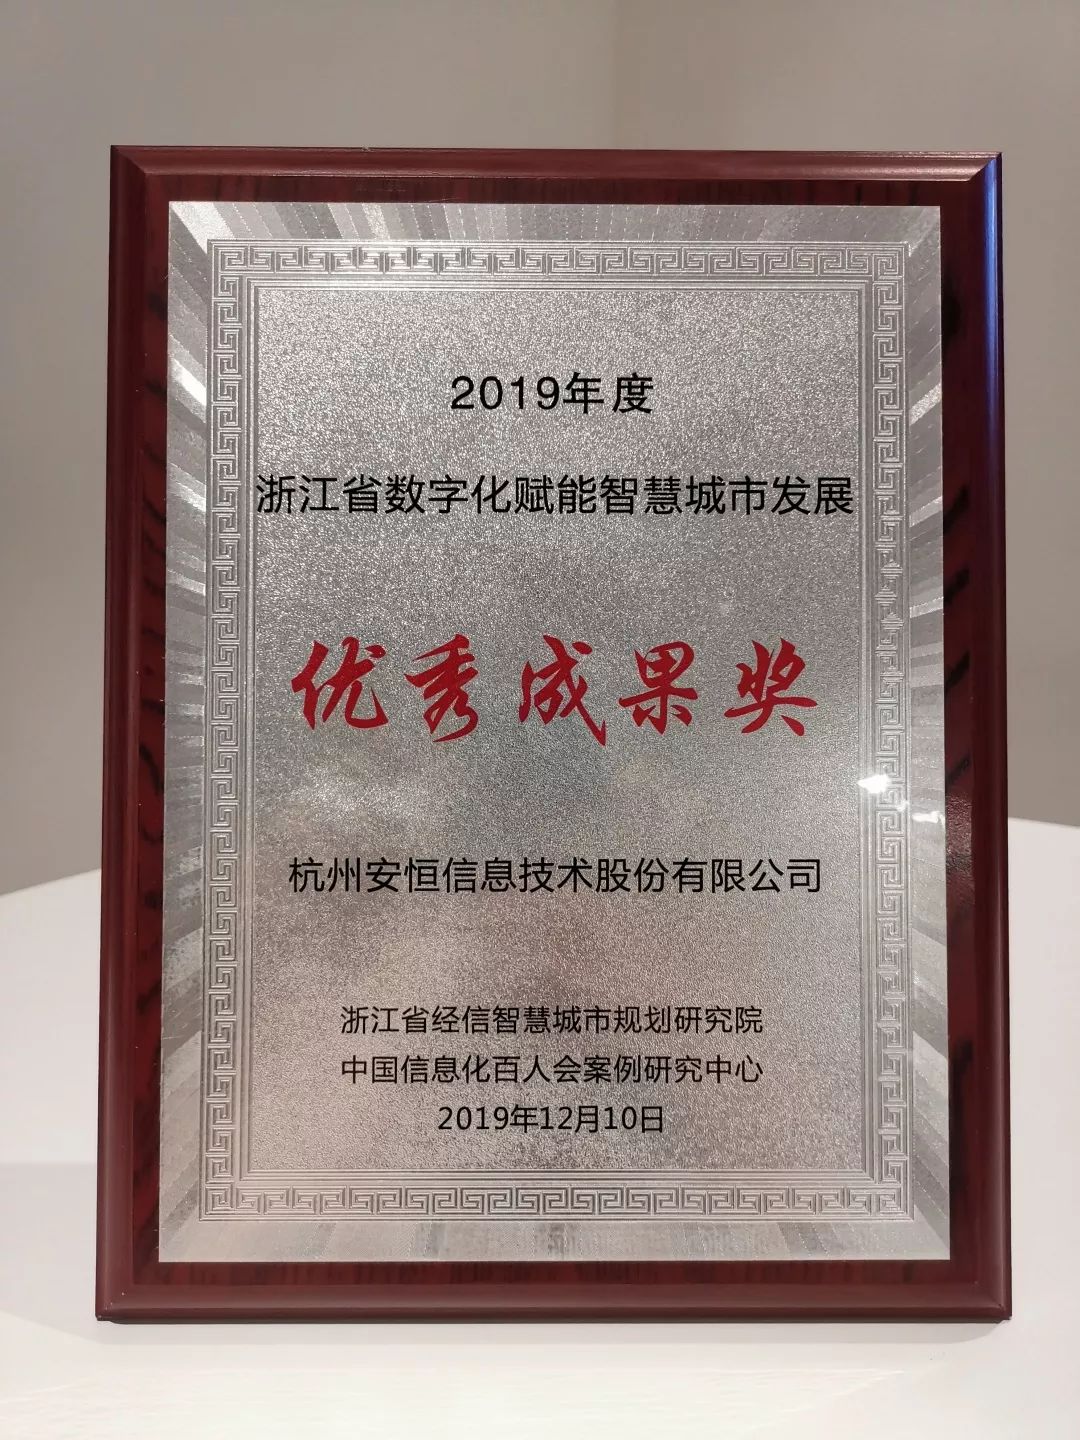 2019年度
浙江省数字化赋能智慧城市发展
优秀成果奖
杭州安恒信息技术股份有限公司
浙江省经信智慧城市规划研究院
中国信息化百人会案例研究中心
2019年12月10日